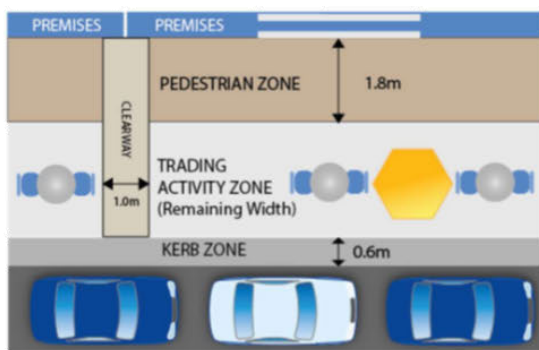 PREMISES PREMISES
PEDESTRIAN ZONE
1.8m
CLEARWAY
TRADING
ACTIVITY ZONE
(Remaining Width)
1.0m
KERB ZONE
0.6m